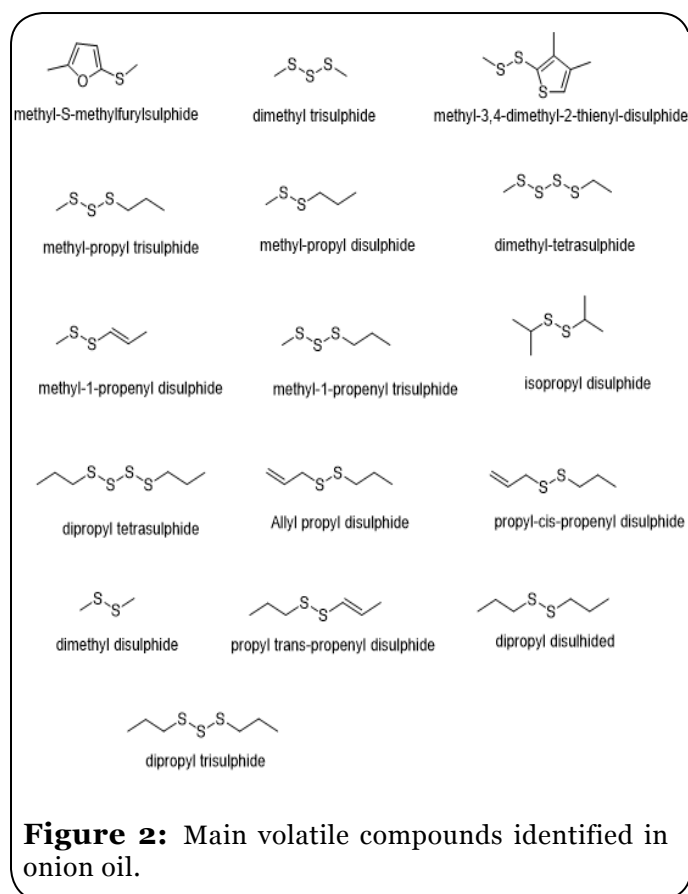 methyl-S-methylfurylsulphide
dimethyl trisulphide
methyl-3,4-dimethyl-2-thienyl-disulphide
methyl-propyl trisulphide
methyl-propyl disulphide
dimethyl-tetrasulphide
methyl-1-propenyl disulphide
methyl-1-propenyl trisulphide
isopropyl disulphide
dipropyl tetrasulphide
Allyl propyl disulphide
propyl-cis-propenyl disulphide
dimethyl disulphide
propyl trans-propenyl disulphide
dipropyl disulhided
dipropyl trisulphide
Figure 2: Main volatile compounds identified in
onion oil.